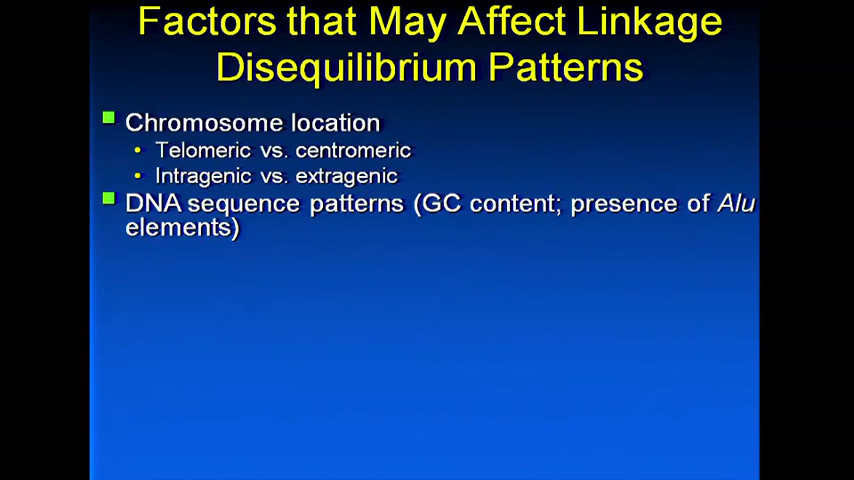 Factors that May Affect Linkage
Disequilibrium Patterns
Chromosome location
Telomeric vs. centromeric
Intragenic vs. extragenic
DNA sequence patterns (GC content; presence of Alu
elements)